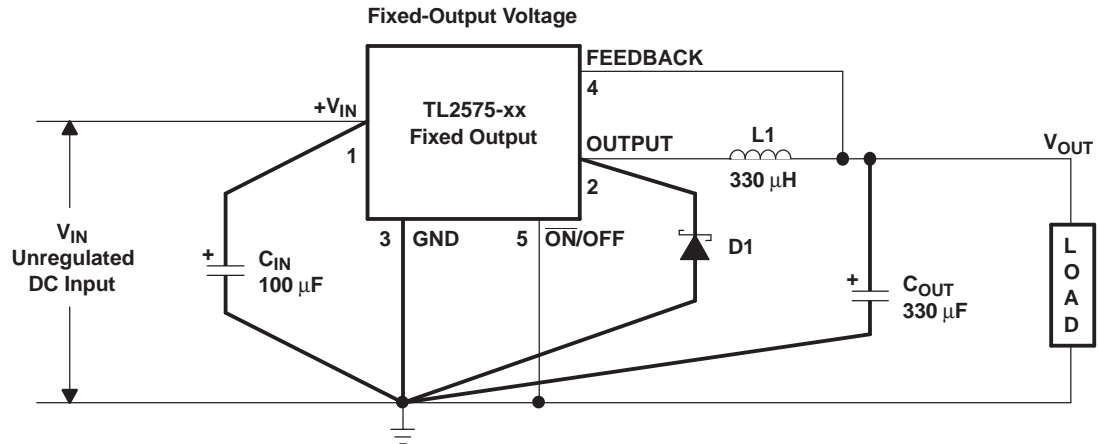 Fixed-Output Voltage
FEEDBACK
4
+VIN
TL2575-xx
Fixed Output
1
OUTPUT
2
L1
330 μH
VOUT
3
GND
5
ON/OFF
VIN
Unregulated
DC Input
+
CIN
100 μF
D1
+
COUT
330 μF
L
O
A
D